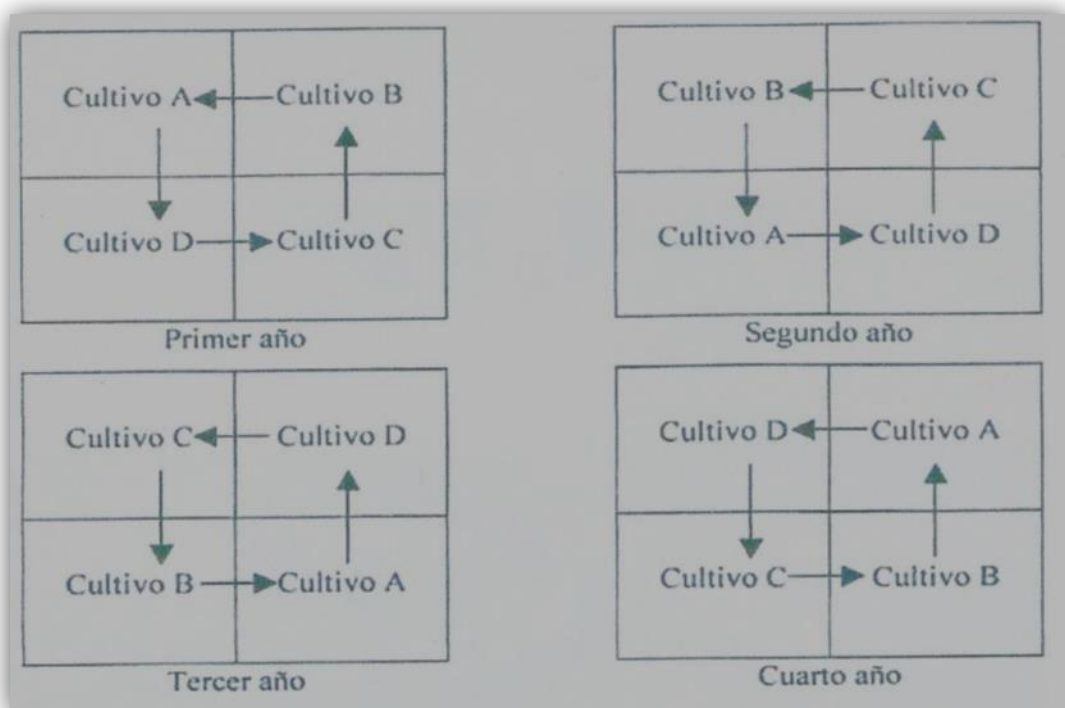 Cultivo A Cultivo B
Cultivo D Cultivo C
Primer año
Cultivo B Cultivo C
Cultivo A Cultivo D
Segundo año
Cultivo C Cultivo D
Cultivo B Cultivo A
Tercer año
Cultivo D Cultivo A
Cultivo C Cultivo B
Cuarto año